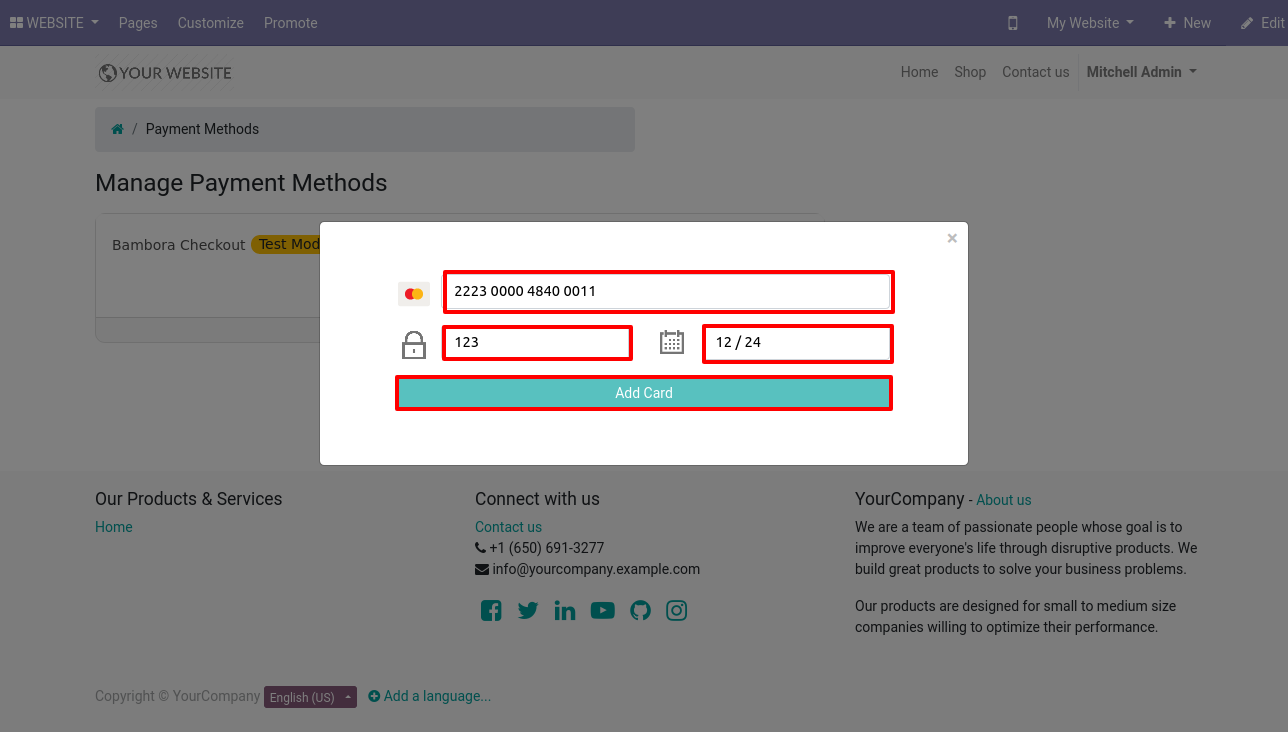 WEBSITE Pages Customize Promote My Website New Edit
YOUR WEBSITE Home Shop Contact us Mitchell Admin
/ Payment Methods
Manage Payment Methods
Bambora Checkout Test Mod
×
2223 0000 4840 0011
123 12 / 24
Add Card
Our Products & Services
Home
Connect with us
Contact us
+1 (650) 691-3277
info@yourcompany.example.com
YourCompany - About us
We are a team of passionate people whose goal is to
improve everyone's life through disruptive products. We
build great products to solve your business problems.
Our products are designed for small to medium size
companies willing to optimize their performance.
Copyright © YourCompany English (US) Add a language...